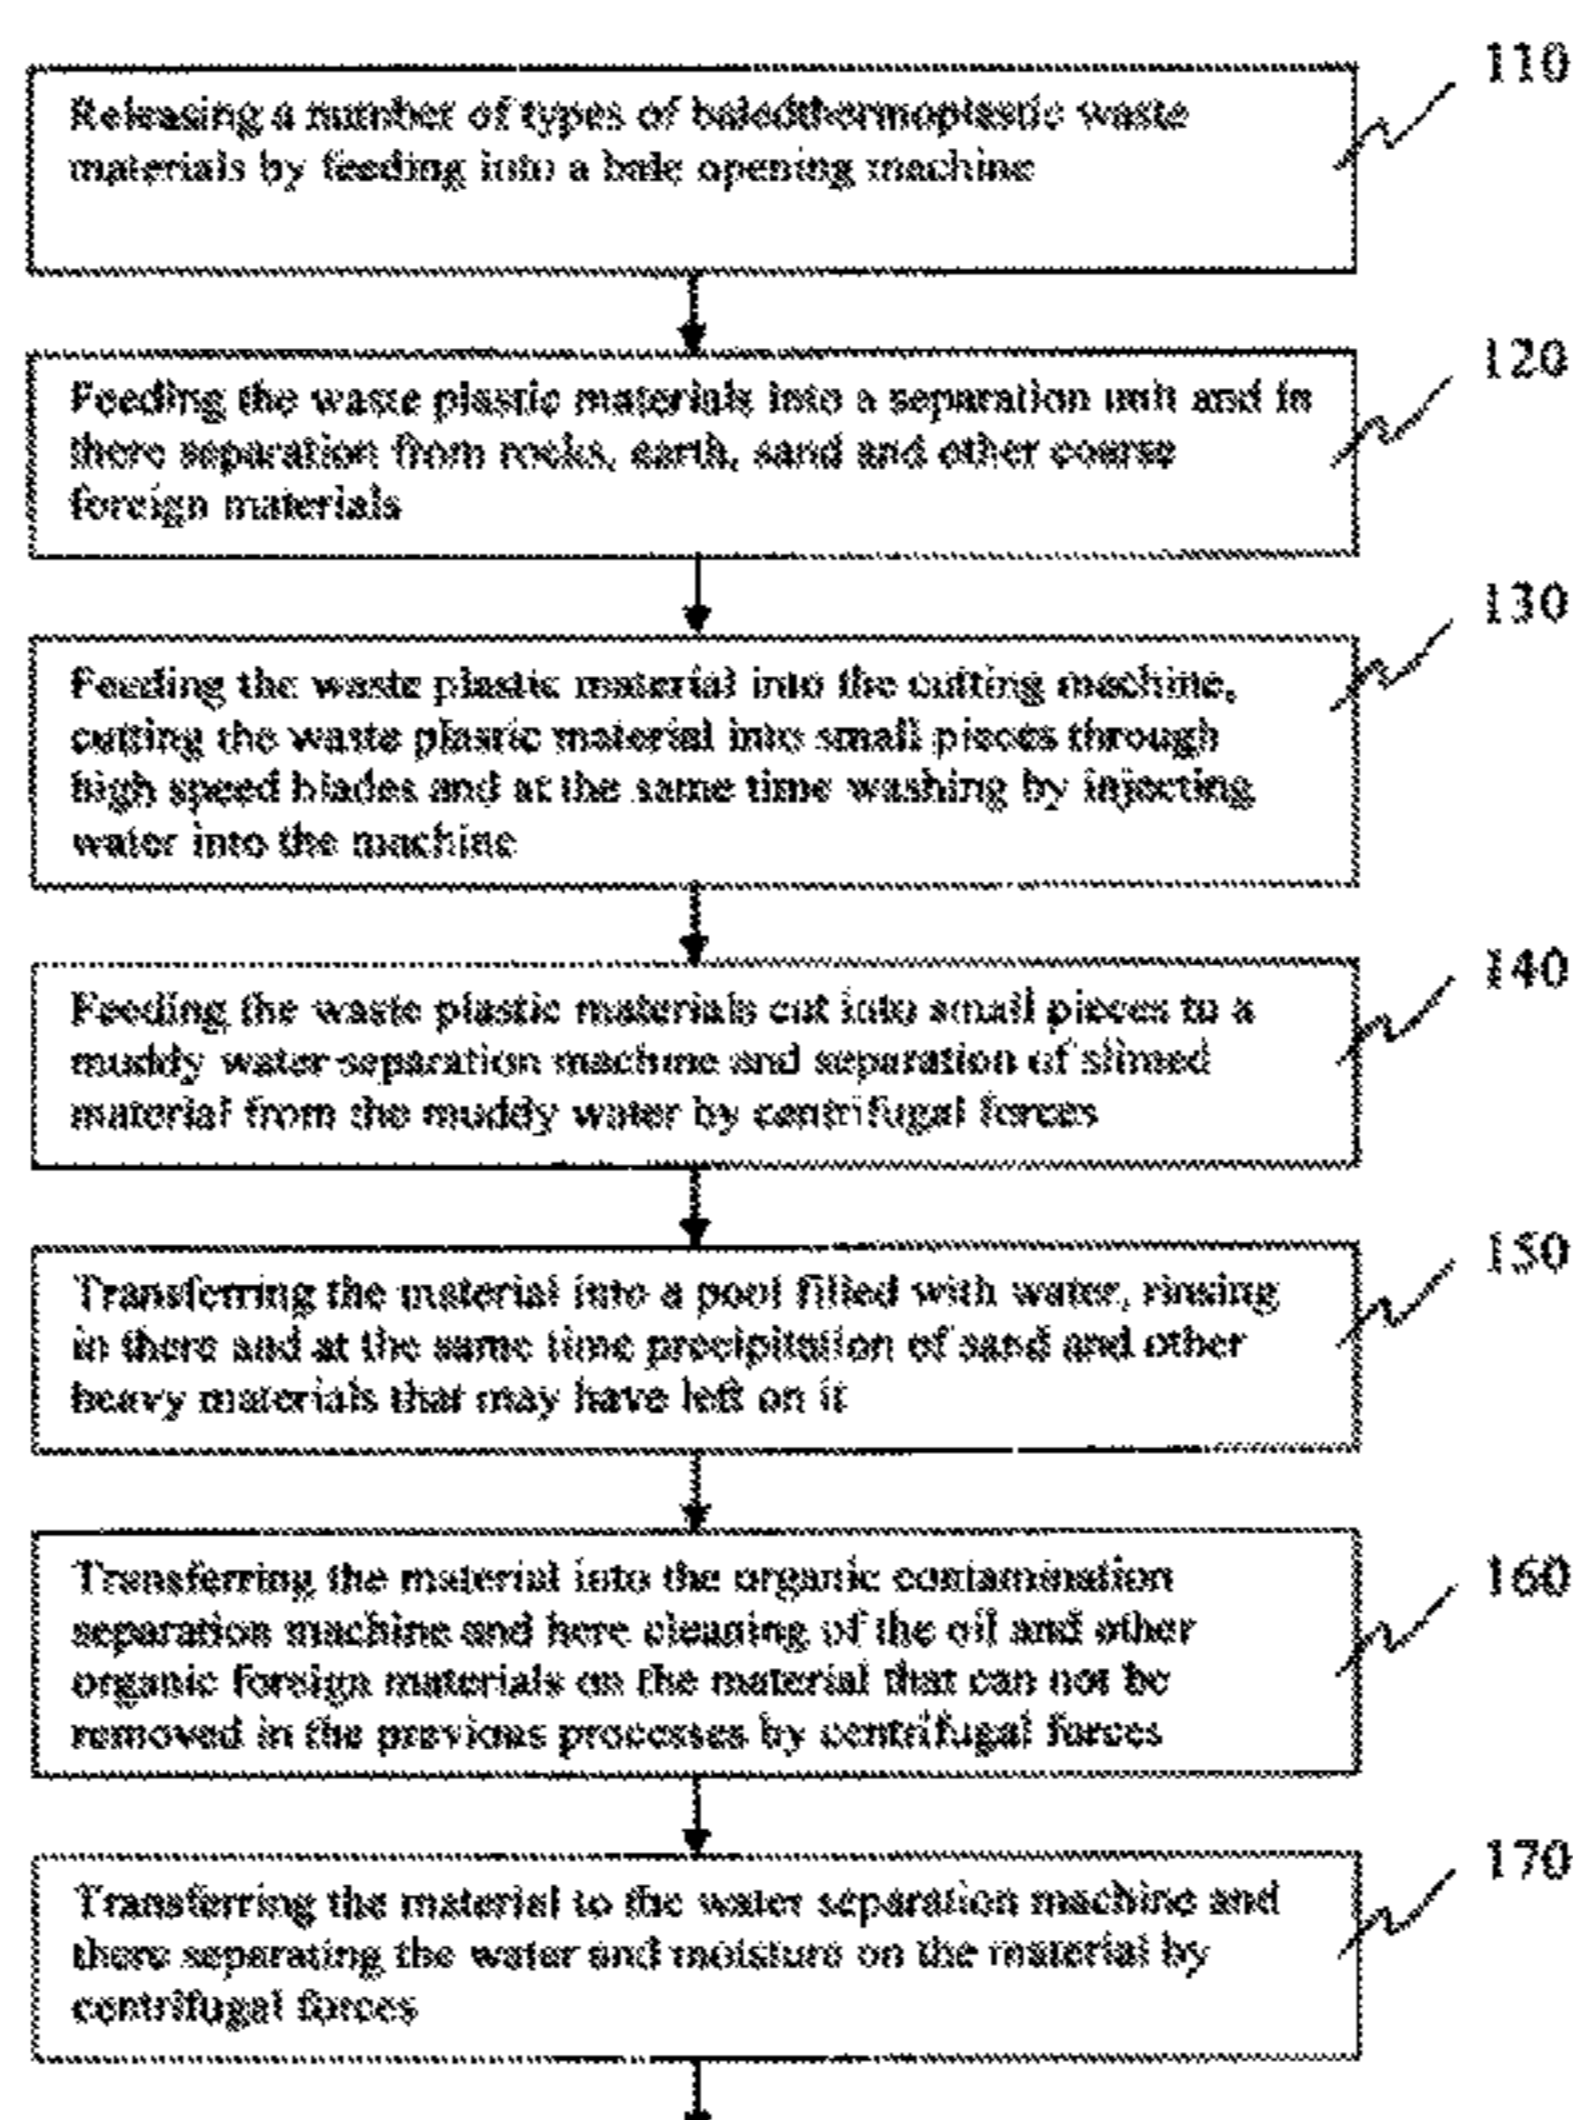 110
Releasing a number of types of baledthermoplastic waste
materials by feeding into a bale opening machine
120
Feeding the waste plastic materials into a separation unit and in
there separation from rocks, earth, sand and other coarse
foreign materials
130
Feeding the waste plastic material into the cutting machine,
cutting the waste plastic material into small pieces through
high speed blades and at the same time washing by injecting
water into the machine
140
Feeding the waste plastic materials cut into small pieces to a
muddy water separation machine and separation of slimed
material from the muddy water by centrifugal forces
150
Transferring the material into a pool filled with water, rinsing
in there and at the same time precipitation of sand and other
heavy materials that may have left on it
160
Transferring the material into the organic contamination
separation machine and here cleaning of the oil and other
organic foreign materials on the material that can not be
removed in the previous processes by centrifugal forces
170
Transferring the material to the water separation machine and
there separating the water and moisture on the material by
centrifugal forces